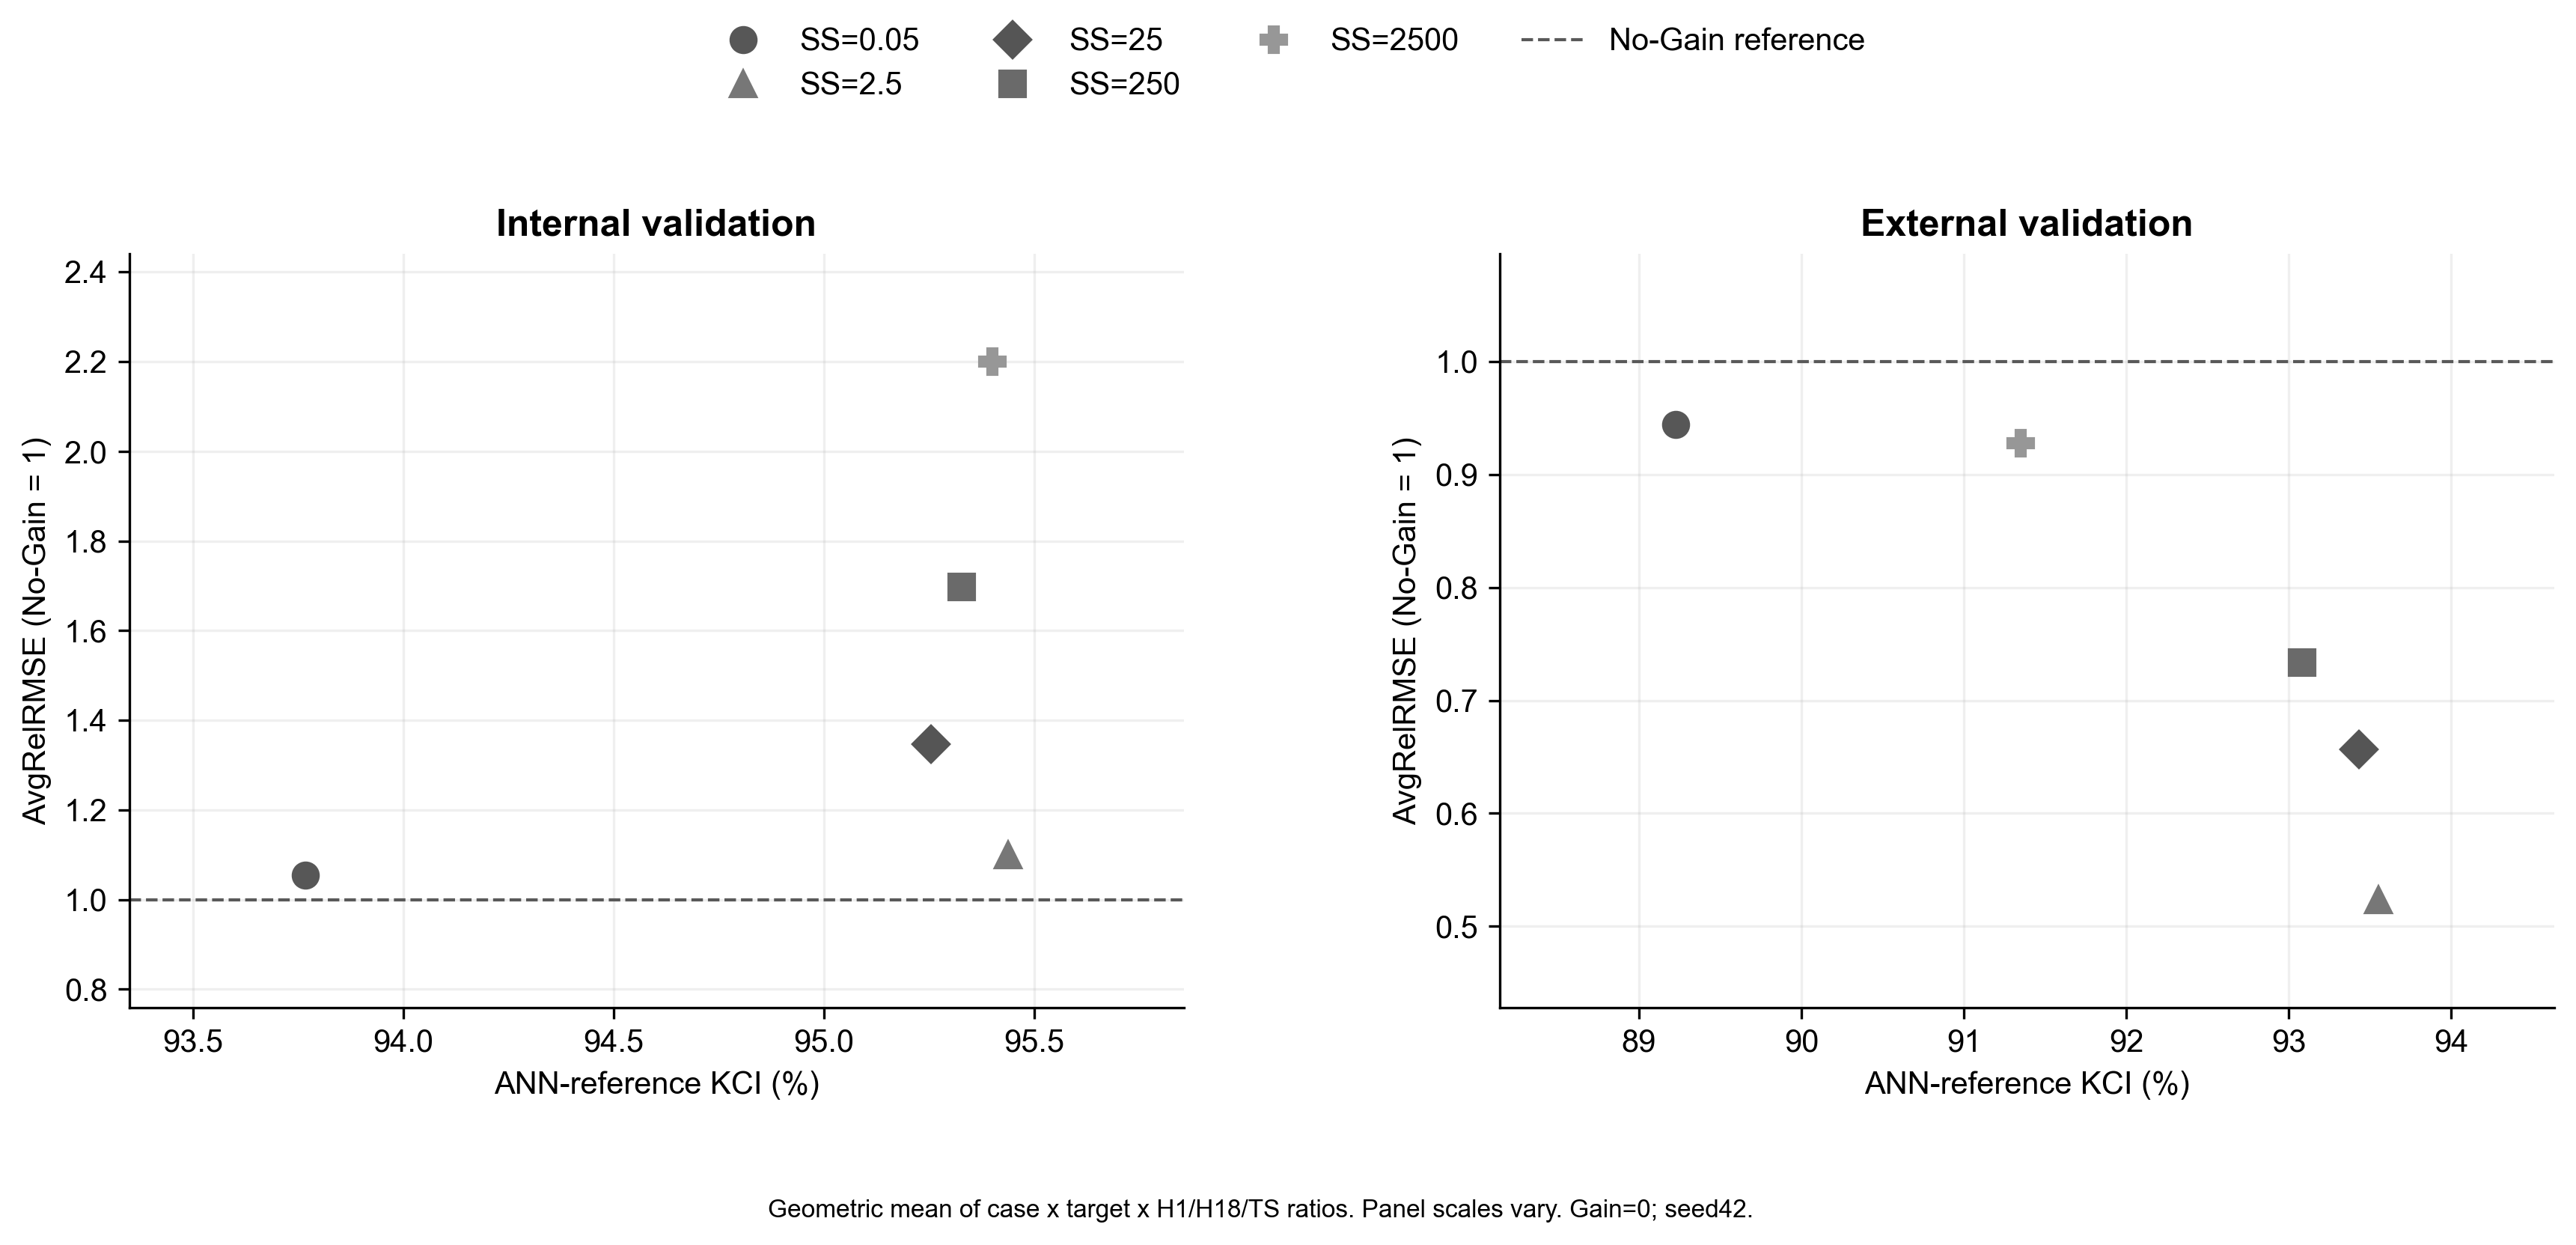 SS=0.05
SS=25
SS=2500
No-Gain reference
SS=2.5
SS=250
Internal validation
AvgRelRMSE (No-Gain = 1)
2.4
2.2
2.0
1.8
1.6
1.4
1.2
1.0
0.8
93.5
94.0
94.5
95.0
95.5
ANN-reference KCI (%)
External validation
AvgRelRMSE (No-Gain = 1)
1.0
0.9
0.8
0.7
0.6
0.5
89
90
91
92
93
94
ANN-reference KCI (%)
Geometric mean of case x target x H1/H18/TS ratios. Panel scales vary. Gain=0; seed42.